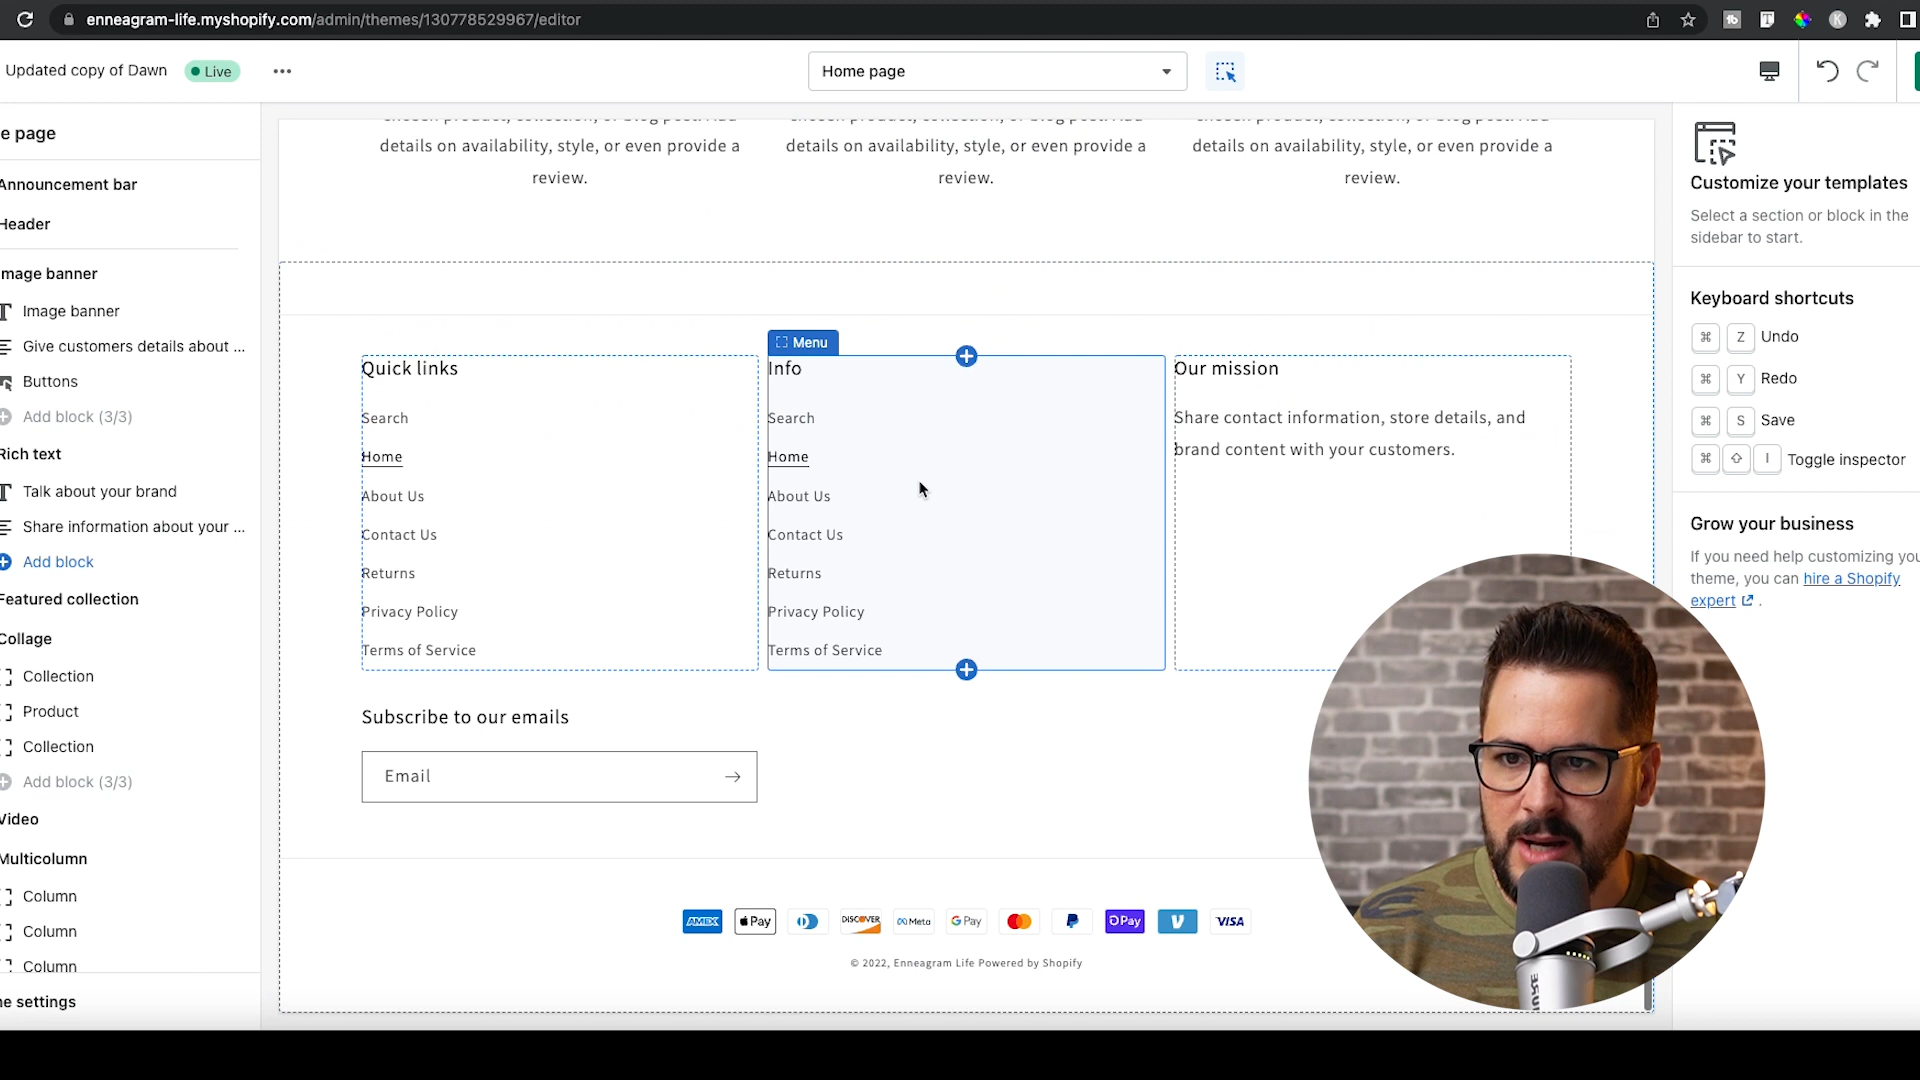 enneagram-life.myshopify.com/admin/themes/130778529967/editor
Updated copy of Dawn
Live
Home page
e page
Announcement bar
Header
mage banner
Image banner
Give customers details about ...
Buttons
Add block (3/3)
Rich text
Talk about your brand
Share information about your ...
Add block
Featured collection
Collage
Collection
Product
Collection
Add block (3/3)
Video
Multicolumn
Column
Column
Column
e settings
details on availability, style, or even provide a
review.
details on availability, style, or even provide a
review.
details on availability, style, or even provide a
review.
Quick links
Search
Home
About Us
Contact Us
Returns
Privacy Policy
Terms of Service
Menu
Info
Search
Home
About Us
Contact Us
Returns
Privacy Policy
Terms of Service
Our mission
Share contact information, store details, and
brand content with your customers.
Subscribe to our emails
Email
AMEX
Pay
DISCOVER
Meta
G Pay
Pay
VISA
© 2022, Enneagram Life Powered by Shopify
Customize your templates
Select a section or block in the
sidebar to start.
Keyboard shortcuts
⌘ Z Undo
⌘ Y Redo
⌘ S Save
⌘ ⇧ I Toggle inspector
Grow your business
If you need help customizing you
theme, you can hire a Shopify
expert .